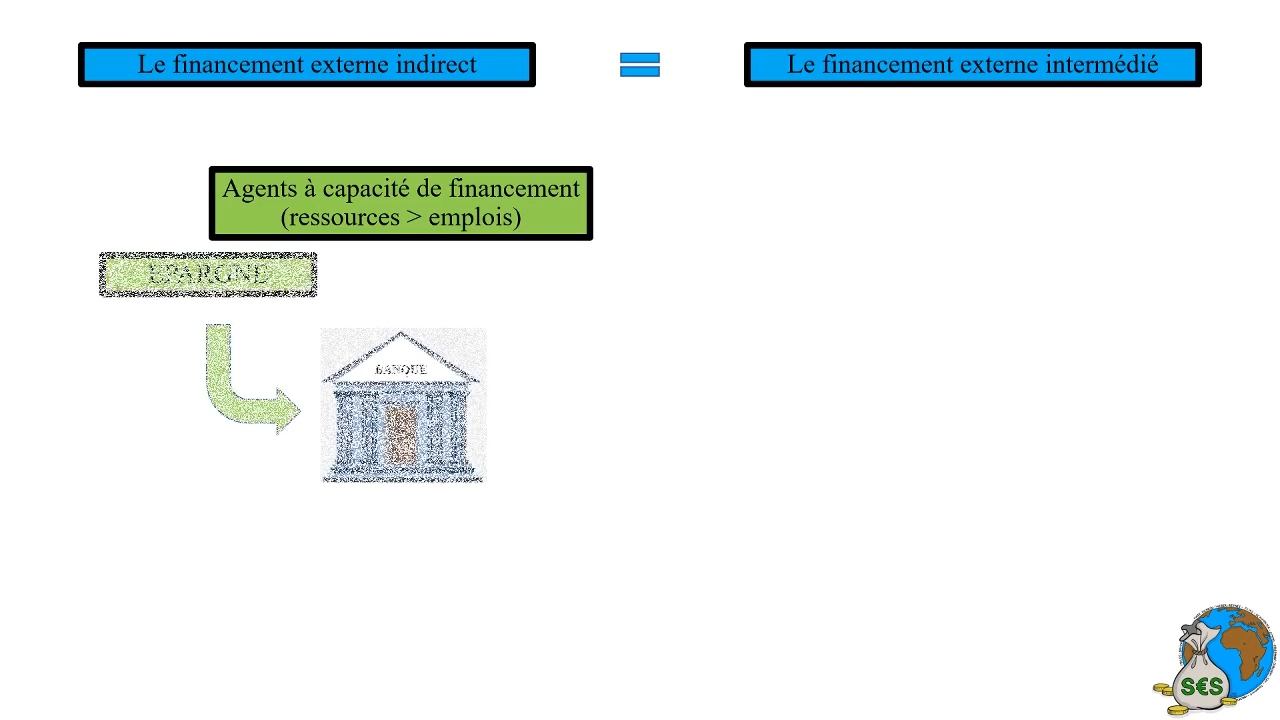 Le financement externe indirect
Le financement externe intermédié
Agents à capacité de financement
(ressources > emplois)
EPARGNE
BANQUE
S€S